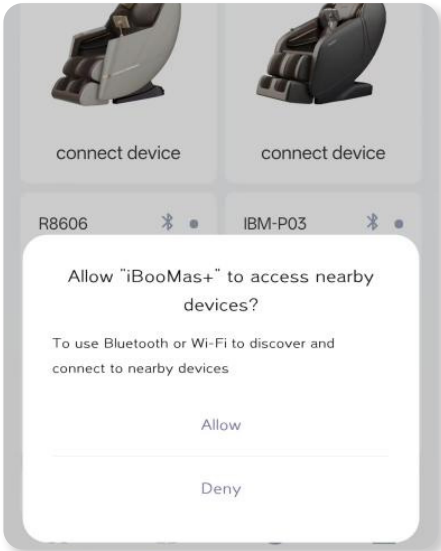 connect device
connect device
R8606
IBM-P03
Allow "iBooMas+" to access nearby
devices?
To use Bluetooth or Wi-Fi to discover and
connect to nearby devices
Allow
Deny